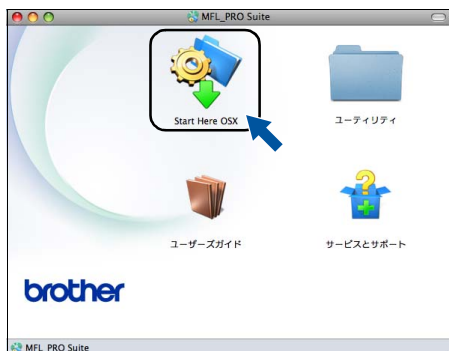 MFL_PRO Suite
Start Here OSX
ユーティリティ
ユーザーズガイド
サービスとサポート
brother
MFL_PRO Suite